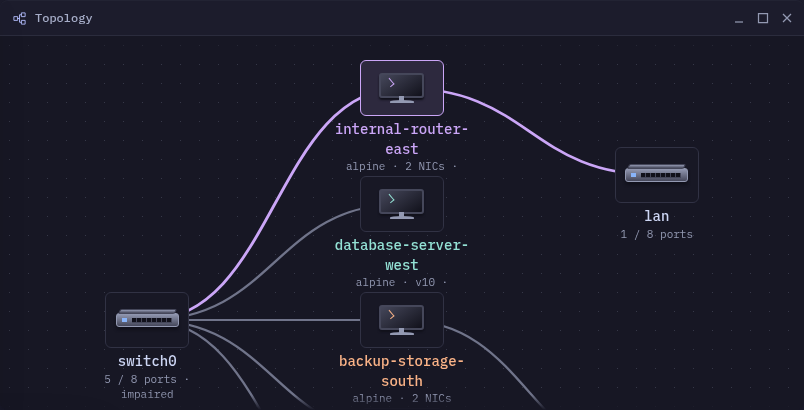 Topology
internal-router-
east
alpine · 2 NICs ·
database-server-
west
alpine · v10 ·
lan
1 / 8 ports
backup-storage-
south
alpine · 2 NICs
switch0
5 / 8 ports ·
impaired